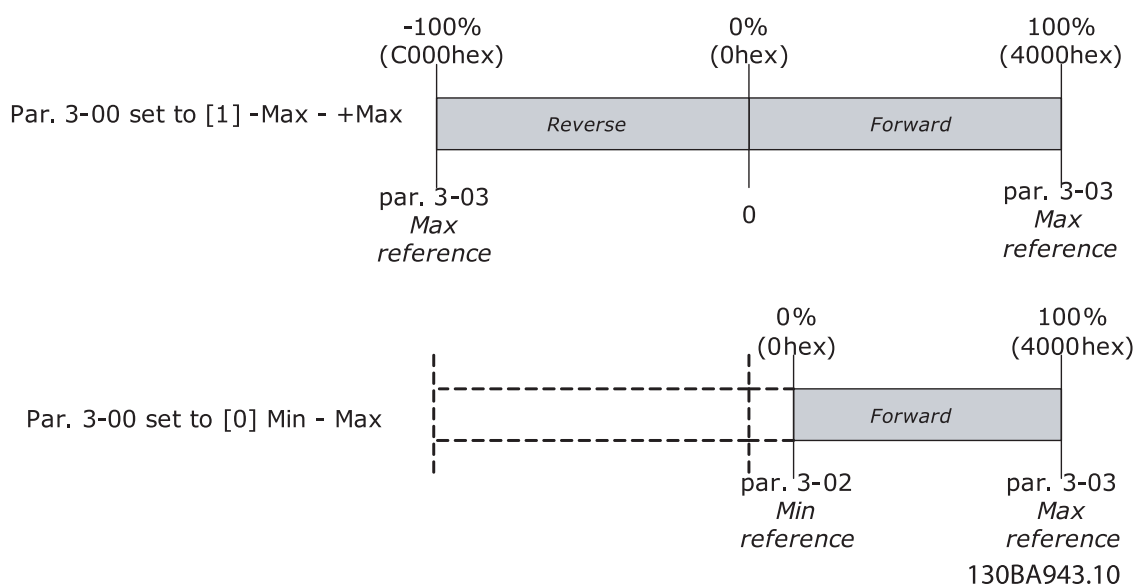 -100% 0% 100%
(C000hex) (0hex) (4000hex)
Par. 3-00 set to [1] -Max - +Max
Reverse Forward
par. 3-03 0 par. 3-03
Max Max
reference reference
0% 100%
(0hex) (4000hex)
Par. 3-00 set to [0] Min - Max
Forward
par. 3-02 par. 3-03
Min Max
reference reference
130BA943.10